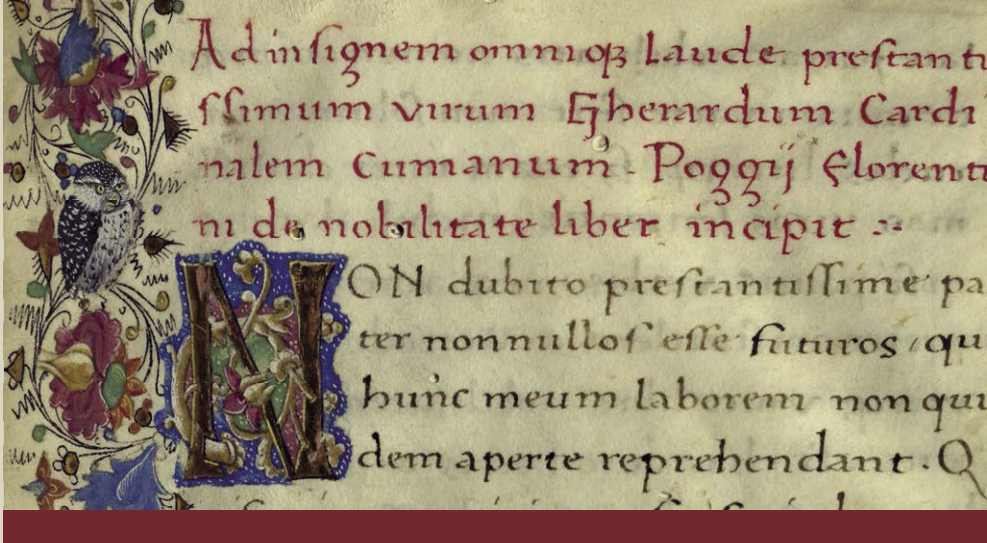 Ad insignem omniqꝫ laude prestanti
ssimum virum Gherardum Cardi
nalem Cumanum. Poggij florenti
ni de nobilitate liber incipit :~
NON dubito prestantissime pa
ter nonnullos esse futuros, qu
hunc meum laborem non qui
dem aperte reprehendant. Q